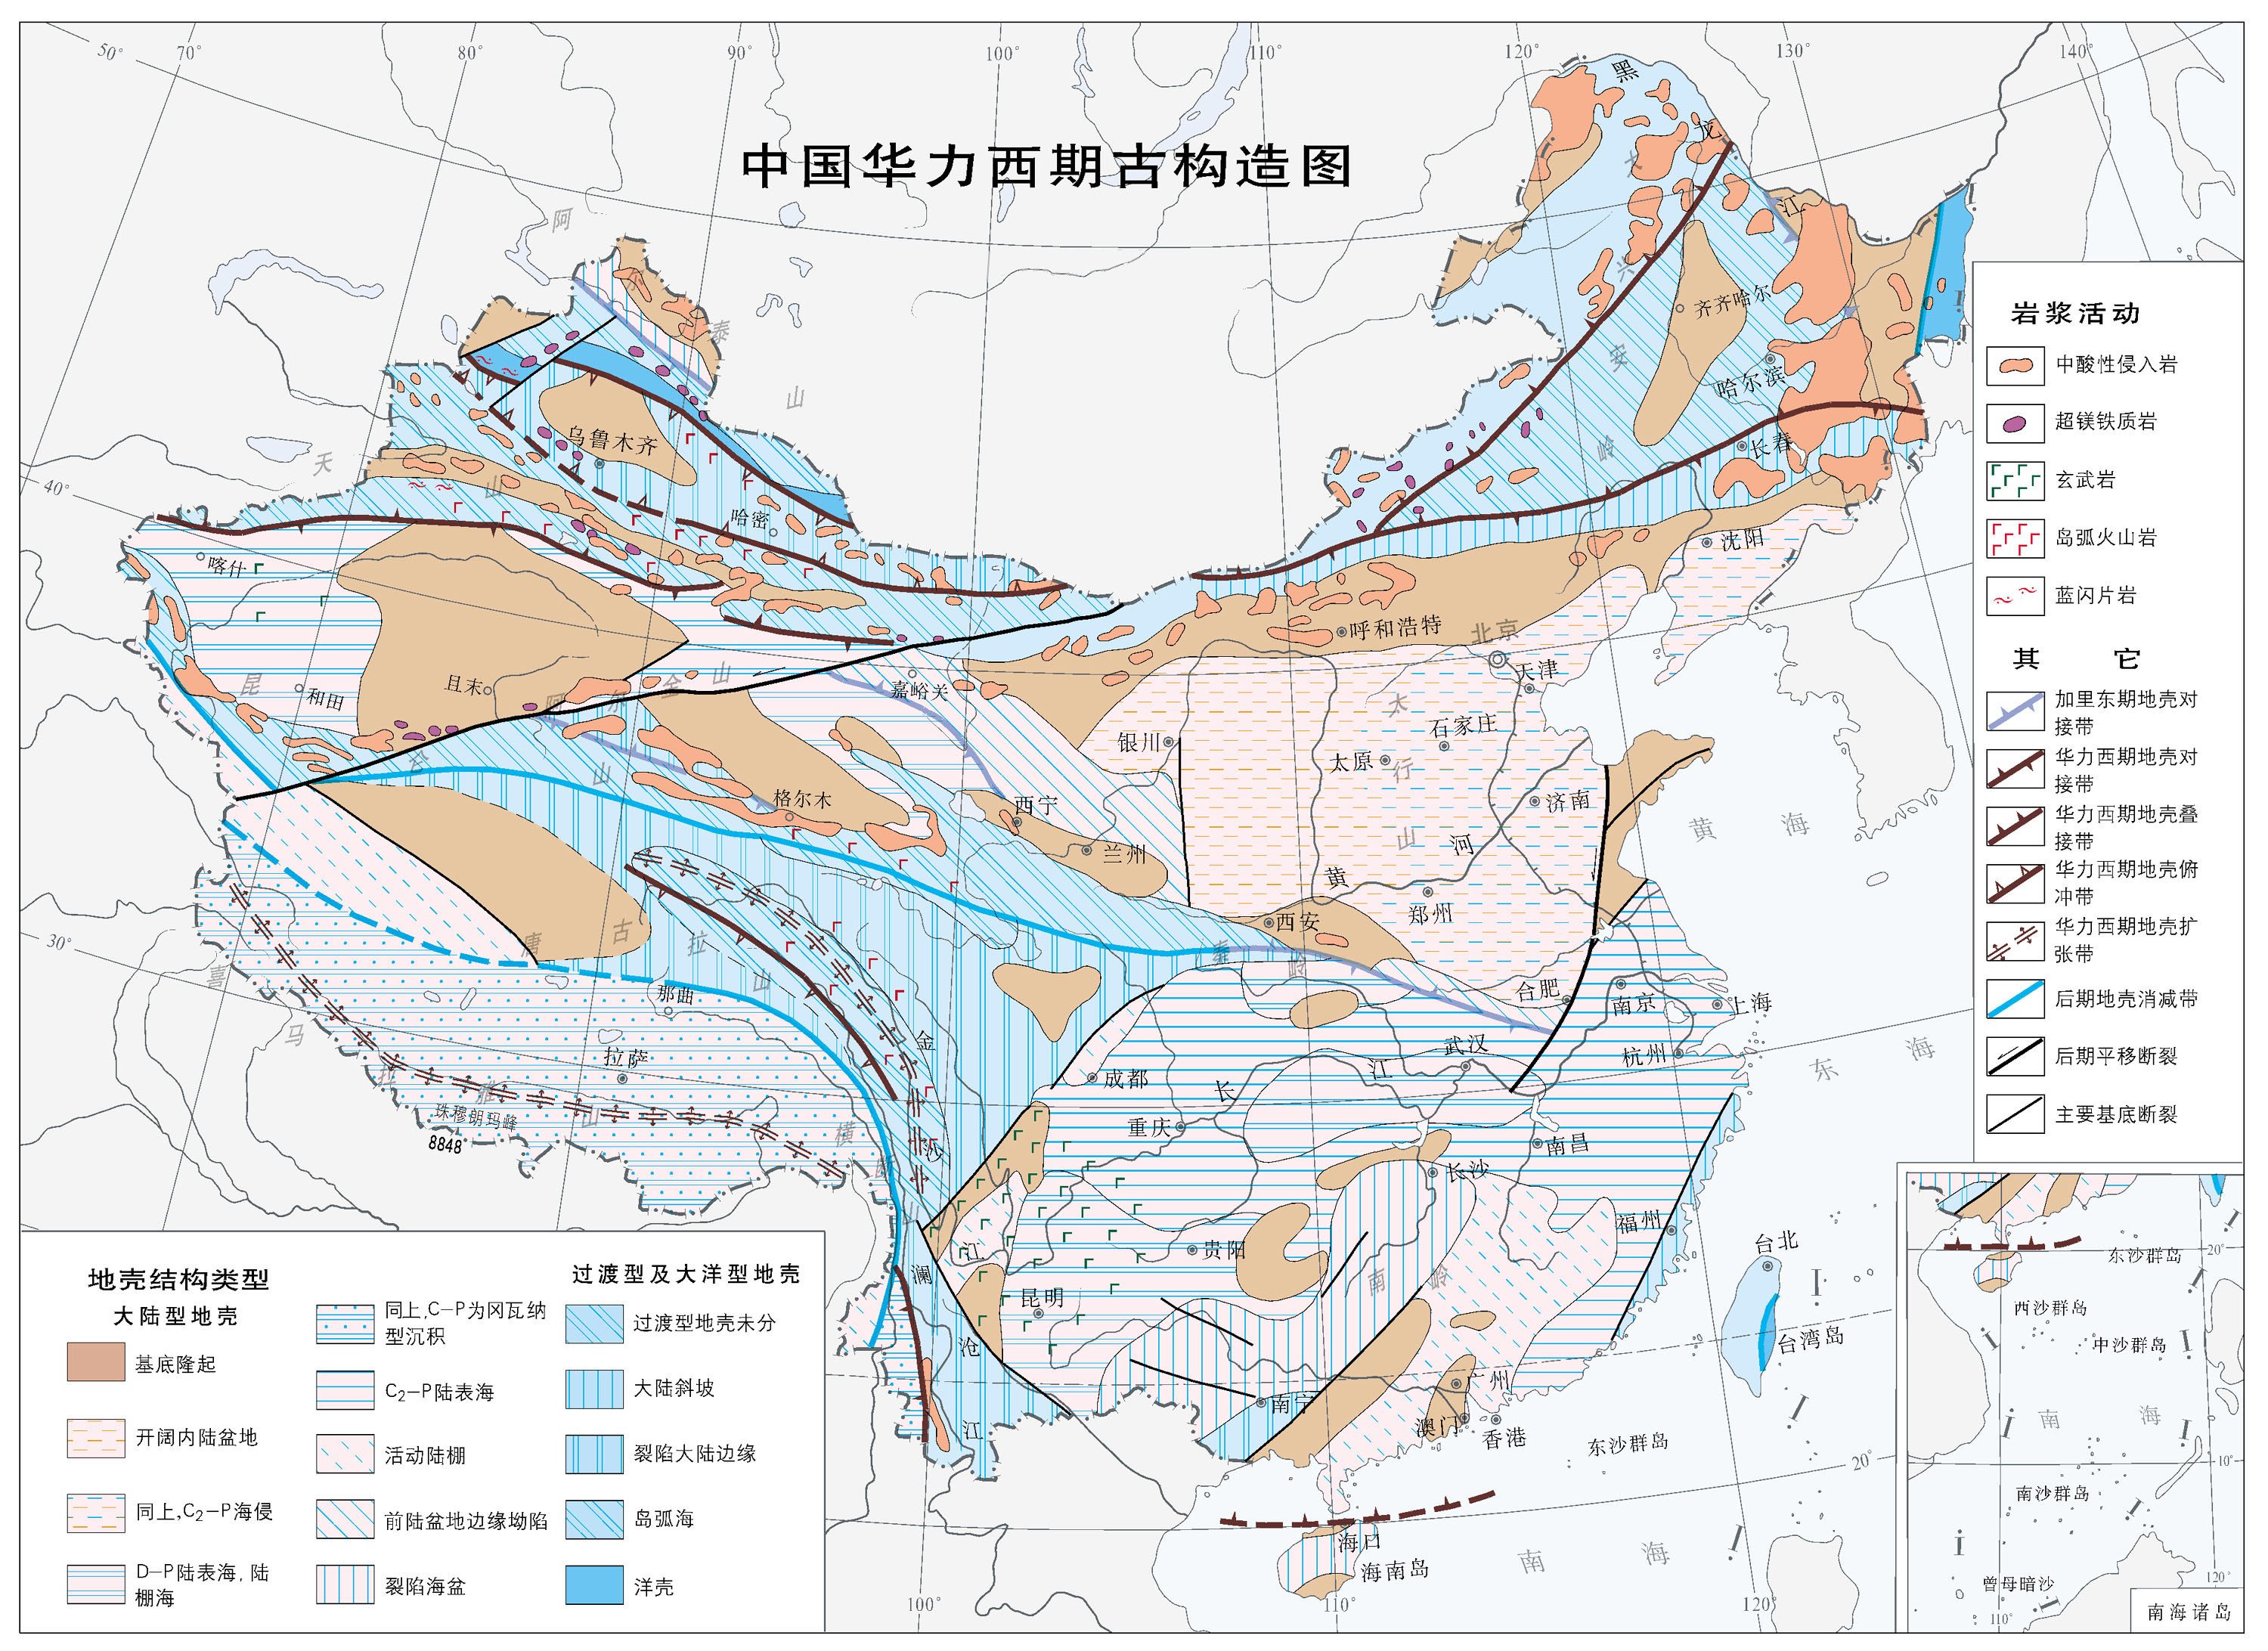 中国华力西期古构造图
50°
70°
80°
90°
100°
110°
120°
130°
140°
40°
30°
20°
100°
110°
120°
黑
龙
江
大
兴
安
岭
齐齐哈尔
哈尔滨
长春
沈阳
阿
尔
泰
山
乌鲁木齐
哈密
天
山
喀什
和田
且末
昆
仑
山
阿
尔
金
山
嘉峪关
呼和浩特
北京
天津
石家庄
太原
太
行
山
银川
济南
西宁
兰州
格尔木
西安
郑州
黄
河
秦
岭
合肥
南京
上海
杭州
武汉
黄
海
东
海
唐
古
拉
山
那曲
拉萨
喜
马
拉
雅
山
珠穆朗玛峰
8848
横
断
山
金
沙
江
澜
沧
江
成都
重庆
长
江
南昌
长沙
贵阳
昆明
福州
台北
台湾岛
南
岭
南宁
广州
澳门
香港
东沙群岛
海口
海南岛
南
海
岩浆活动
中酸性侵入岩
超镁铁质岩
玄武岩
岛弧火山岩
蓝闪片岩
其 它
加里东期地壳对
接带
华力西期地壳对
接带
华力西期地壳叠
接带
华力西期地壳俯
冲带
华力西期地壳扩
张带
后期地壳消减带
后期平移断裂
主要基底断裂
地壳结构类型
大陆型地壳
基底隆起
开阔内陆盆地
同上,C₂—P海侵
D—P陆表海, 陆
棚海
同上,C—P为冈瓦纳
型沉积
C₂—P陆表海
活动陆棚
前陆盆地边缘坳陷
裂陷海盆
过渡型及大洋型地壳
过渡型地壳未分
大陆斜坡
裂陷大陆边缘
岛弧海
洋壳
20°
东沙群岛
西沙群岛
中沙群岛
南
海
10°
南沙群岛
曾母暗沙
110°
120°
南海诸岛